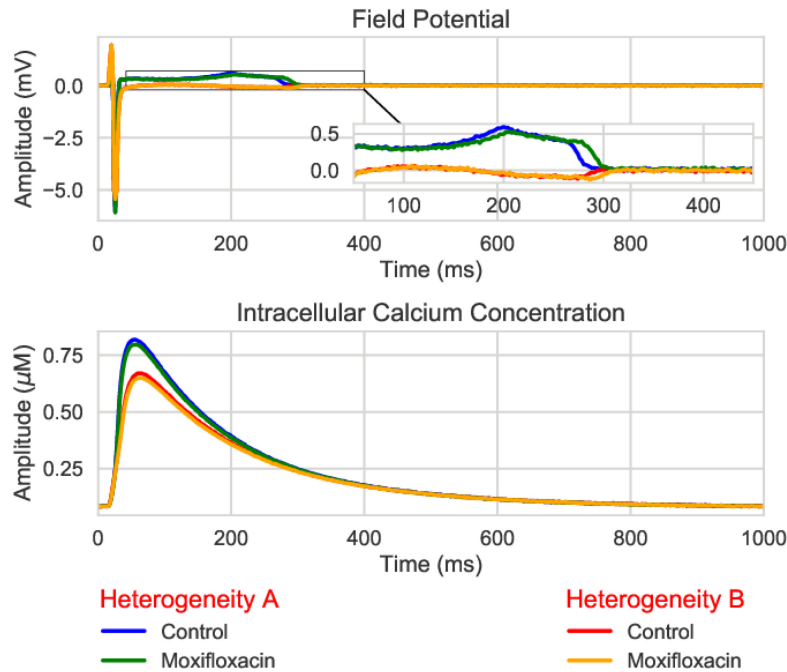 Field Potential
Amplitude (mV)
0.0
−2.5
−5.0
0.5
0.0
100 200 300 400
0 200 400 600 800 1000
Time (ms)
Intracellular Calcium Concentration
Amplitude (μM)
0.75
0.50
0.25
0 200 400 600 800 1000
Time (ms)
Heterogeneity A Heterogeneity B
Control Control
Moxifloxacin Moxifloxacin